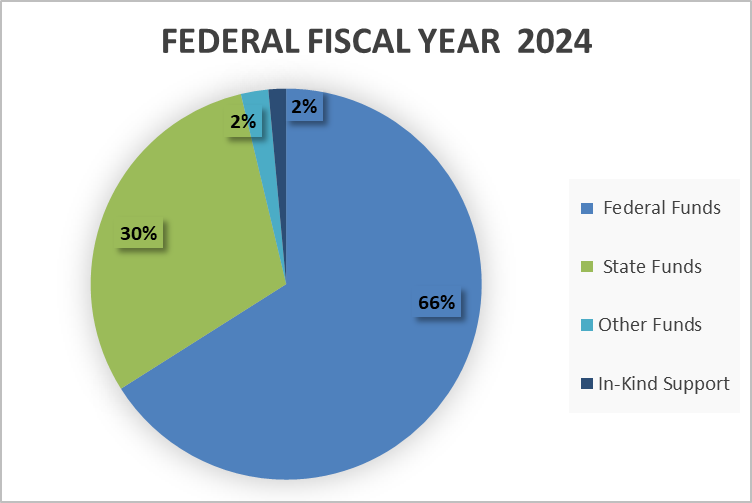 FEDERAL FISCAL YEAR 2024
2%
2%
30%
66%
Federal Funds
State Funds
Other Funds
In-Kind Support